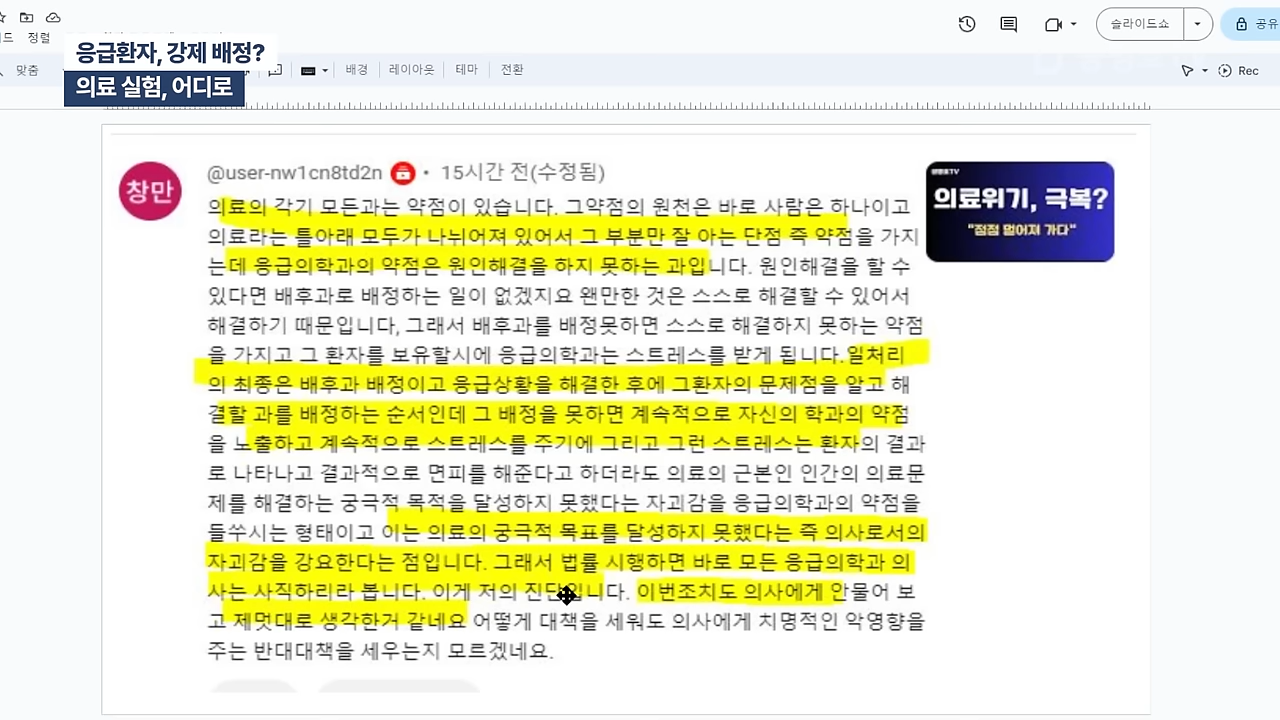 정렬
응급환자, 강제 배정?
의료 실험, 어디로
맞춤
배경
레이아웃
테마
전환
슬라이드쇼
공유
Rec
창만
@user-nw1cn8td2n • 15시간 전(수정됨)
의료의 각기 모든과는 약점이 있습니다. 그약점의 원천은 바로 사람은 하나이고
의료라는 틀아래 모두가 나뉘어져 있어서 그 부분만 잘 아는 단점 즉 약점을 가지
는데 응급의학과의 약점은 원인해결을 하지 못하는 과입니다. 원인해결을 할 수
있다면 배후과로 배정하는 일이 없겠지요 왠만한 것은 스스로 해결할 수 있어서
해결하기 때문입니다, 그래서 배후과를 배정못하면 스스로 해결하지 못하는 약점
을 가지고 그 환자를 보유할시에 응급의학과는 스트레스를 받게 됩니다.일처리
의 최종은 배후과 배정이고 응급상황을 해결한 후에 그환자의 문제점을 알고 해
결할 과를 배정하는 순서인데 그 배정을 못하면 계속적으로 자신의 학과의 약점
을 노출하고 계속적으로 스트레스를 주기에 그리고 그런 스트레스는 환자의 결과
로 나타나고 결과적으로 면피를 해준다고 하더라도 의료의 근본인 인간의 의료문
제를 해결하는 궁극적 목적을 달성하지 못했다는 자괴감을 응급의학과의 약점을
들쑤시는 형태이고 이는 의료의 궁극적 목표를 달성하지 못했다는 즉 의사로서의
자괴감을 강요한다는 점입니다. 그래서 법률 시행하면 바로 모든 응급의학과 의
사는 사직하리라 봅니다. 이게 저의 진단입니다. 이번조치도 의사에게 안물어 보
고 제멋대로 생각한거 같네요 어떻게 대책을 세워도 의사에게 치명적인 악영향을
주는 반대대책을 세우는지 모르겠네요.
의료위기, 극복?
"점점 멀어져 가다"